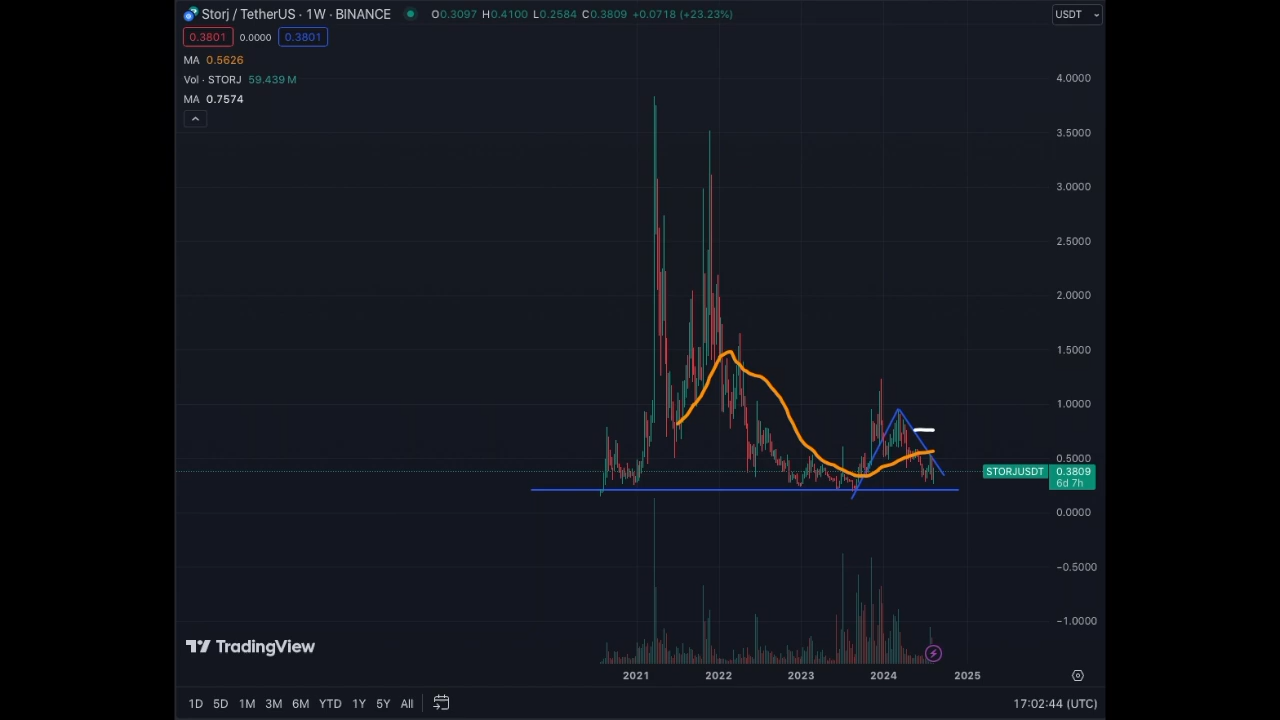 Storj / TetherUS · 1W · BINANCE O0.3097 H0.4100 L0.2584 C0.3809 +0.0718 (+23.23%) USDT
0.3801 0.0000 0.3801
MA 0.5626
Vol · STORJ 59.439 M
MA 0.7574
4.0000
3.5000
3.0000
2.5000
2.0000
1.5000
1.0000
0.5000
STORJUSDT 0.3809
6d 7h
0.0000
−0.5000
−1.0000
TradingView
2021 2022 2023 2024 2025
1D 5D 1M 3M 6M YTD 1Y 5Y All 17:02:44 (UTC)